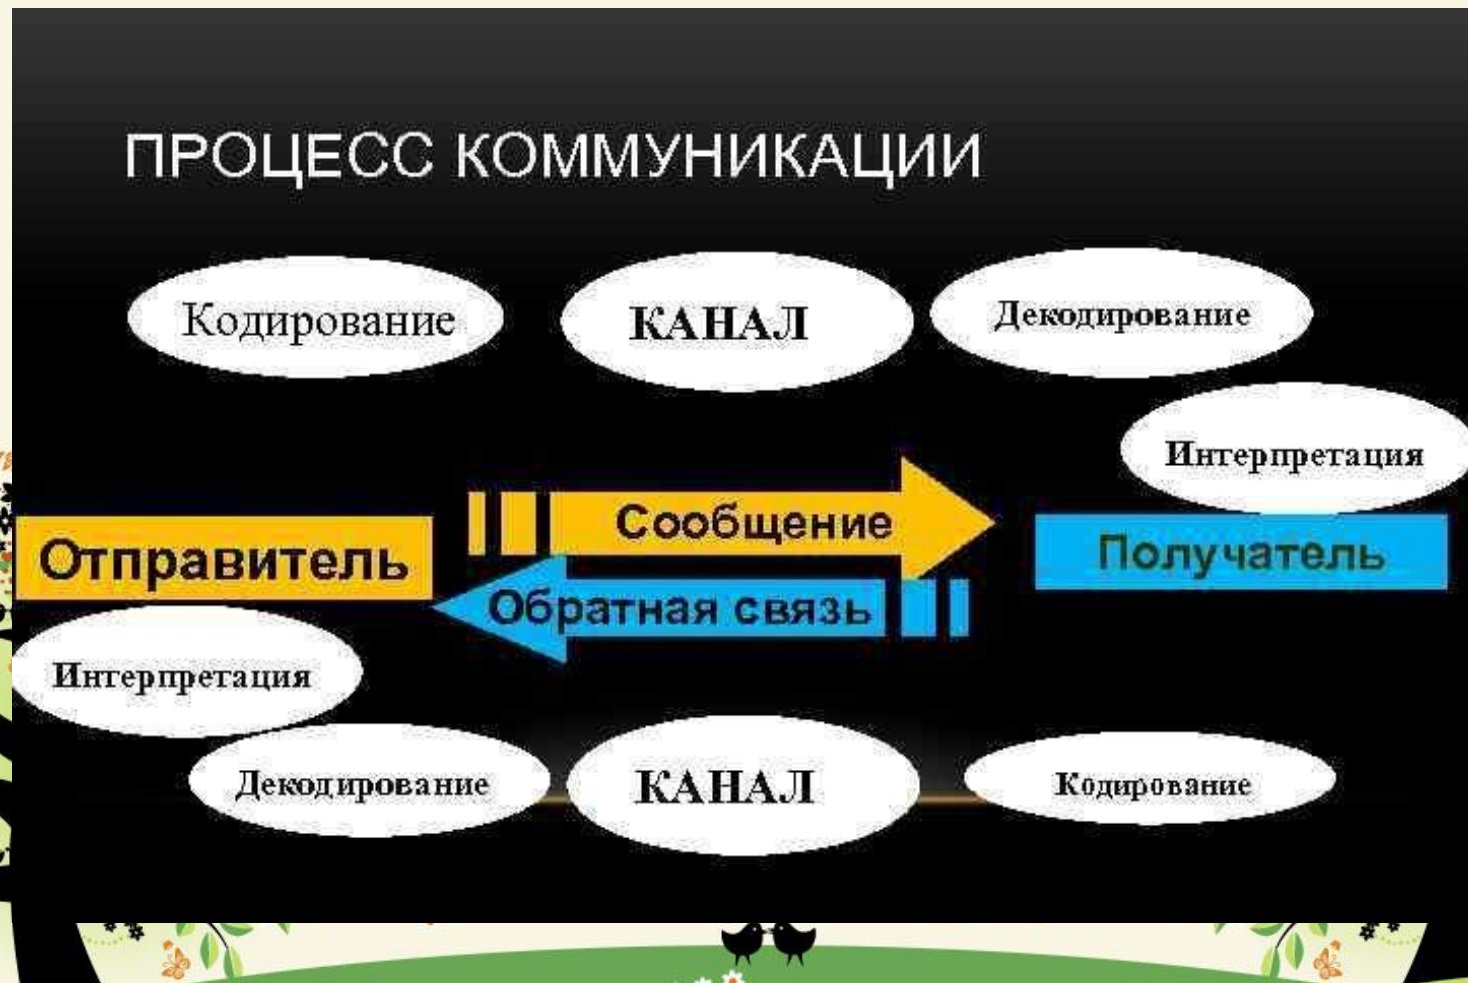 ПРОЦЕСС КОММУНИКАЦИИ
Кодирование
КАНАЛ
Декодирование
Интерпретация
Сообщение
Отправитель
Получатель
Обратная связь
Интерпретация
Декодирование
КАНАЛ
Кодирование